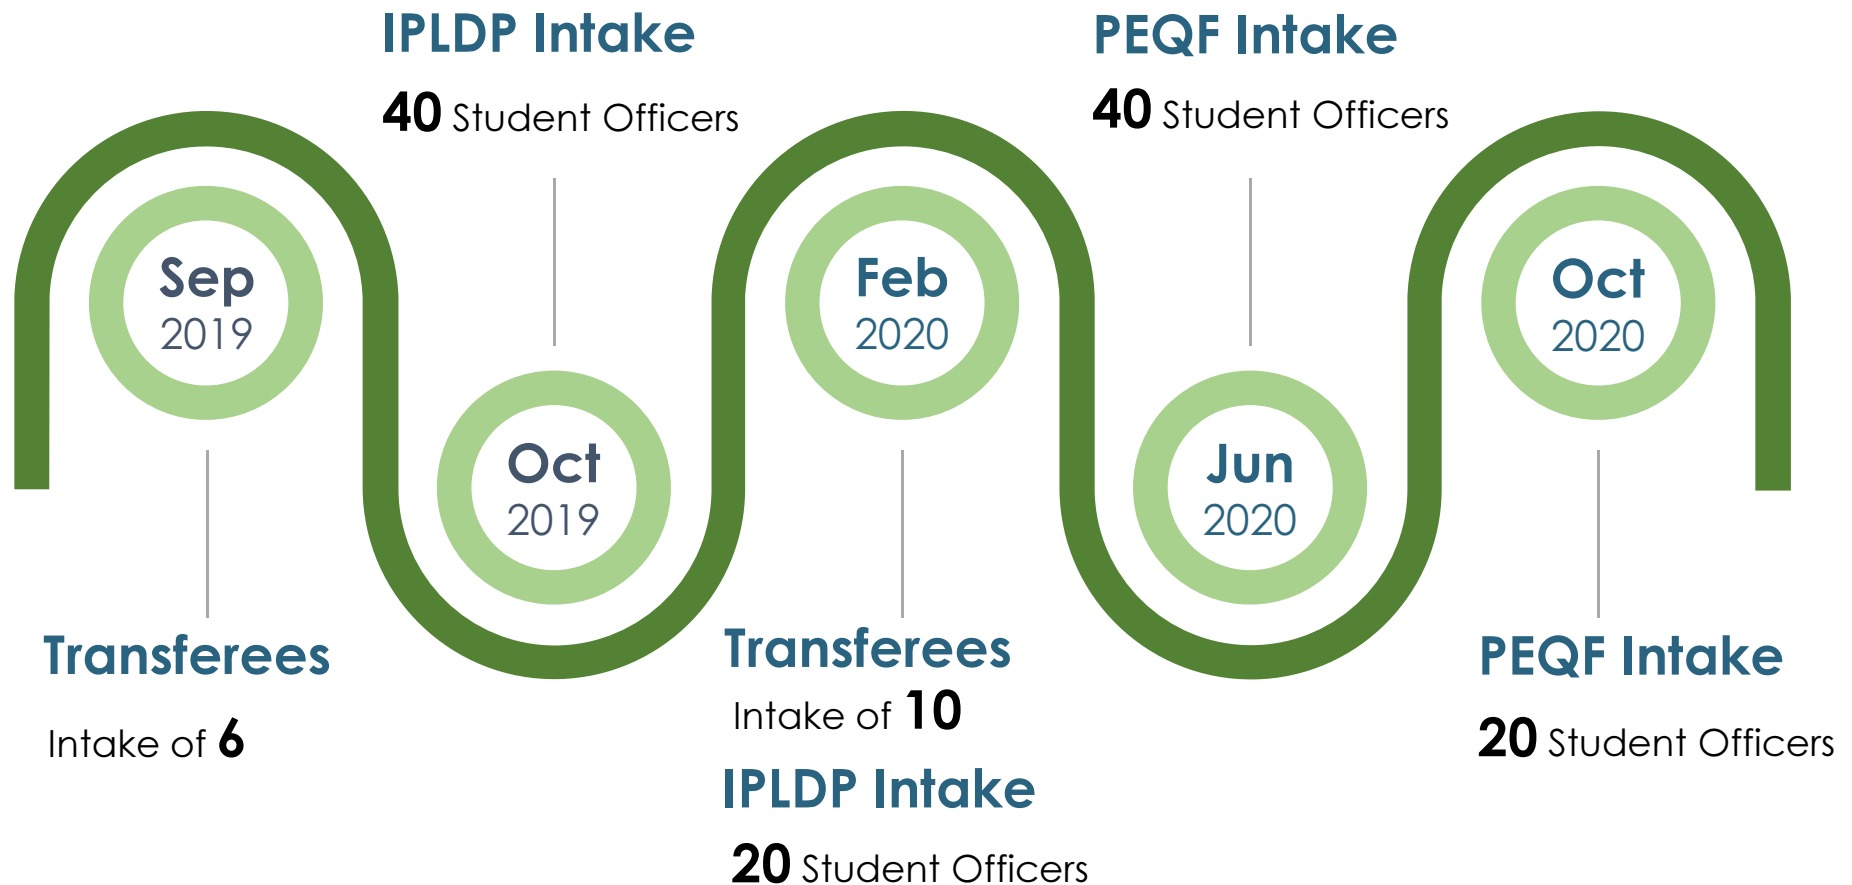 IPLDP Intake
40 Student Officers
PEQF Intake
40 Student Officers
Sep
2019
Oct
2019
Feb
2020
Jun
2020
Oct
2020
Transferees
Intake of 6
Transferees
Intake of 10
IPLDP Intake
20 Student Officers
PEQF Intake
20 Student Officers